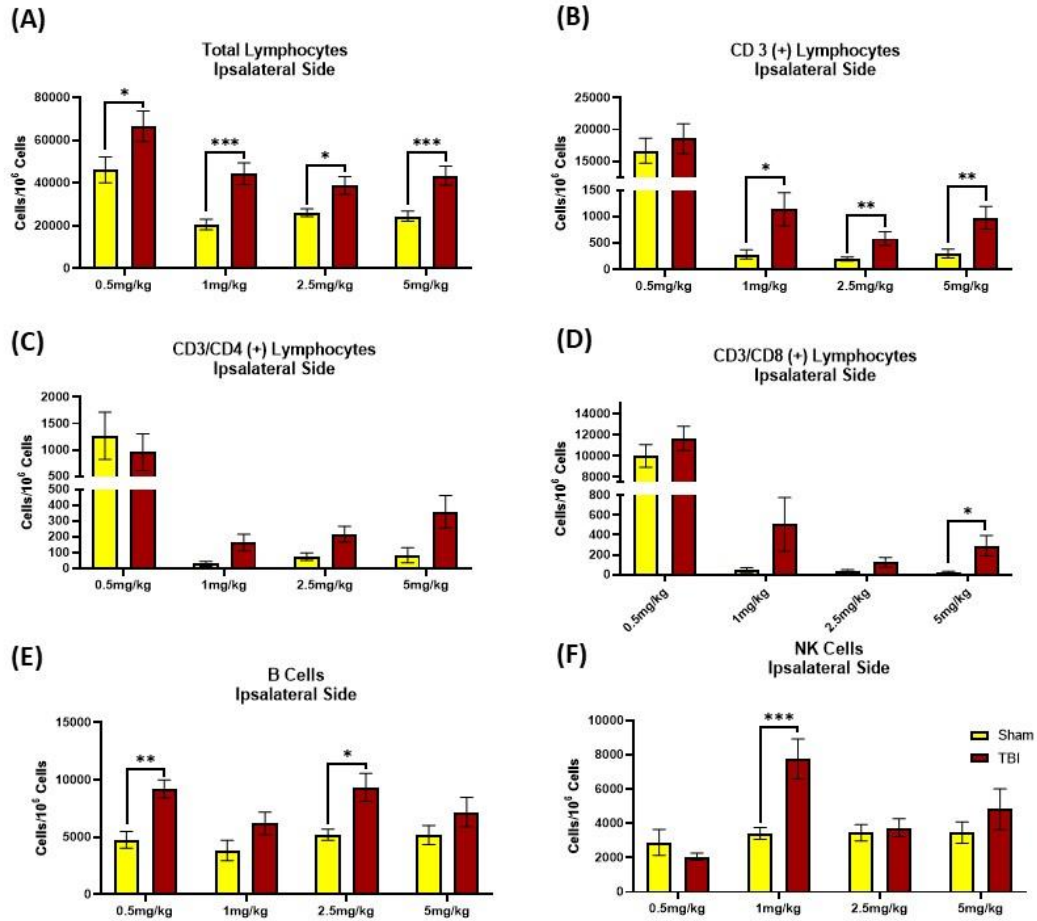 (A)
Total Lymphocytes
Ipsalateral Side
Cells/10⁶ Cells
80000
60000
40000
20000
0
*
***
*
***
0.5mg/kg 1mg/kg 2.5mg/kg 5mg/kg
(B)
CD 3 (+) Lymphocytes
Ipsalateral Side
Cells/10⁶ Cells
25000
20000
15000
10000
1500
1000
500
0
*
**
**
0.5mg/kg 1mg/kg 2.5mg/kg 5mg/kg
(C)
CD3/CD4 (+) Lymphocytes
Ipsalateral Side
Cells/10⁶ Cells
2000
1500
1000
500
500
400
300
200
100
0
0.5mg/kg 1mg/kg 2.5mg/kg 5mg/kg
(D)
CD3/CD8 (+) Lymphocytes
Ipsalateral Side
Cells/10⁶ Cells
14000
12000
10000
8000
800
600
400
200
0
*
0.5mg/kg 1mg/kg 2.5mg/kg 5mg/kg
(E)
B Cells
Ipsalateral Side
Cells/10⁶ Cells
15000
10000
5000
0
**
*
0.5mg/kg 1mg/kg 2.5mg/kg 5mg/kg
(F)
NK Cells
Ipsalateral Side
Cells/10⁶ Cells
10000
8000
6000
4000
2000
0
***
Sham
TBI
0.5mg/kg 1mg/kg 2.5mg/kg 5mg/kg